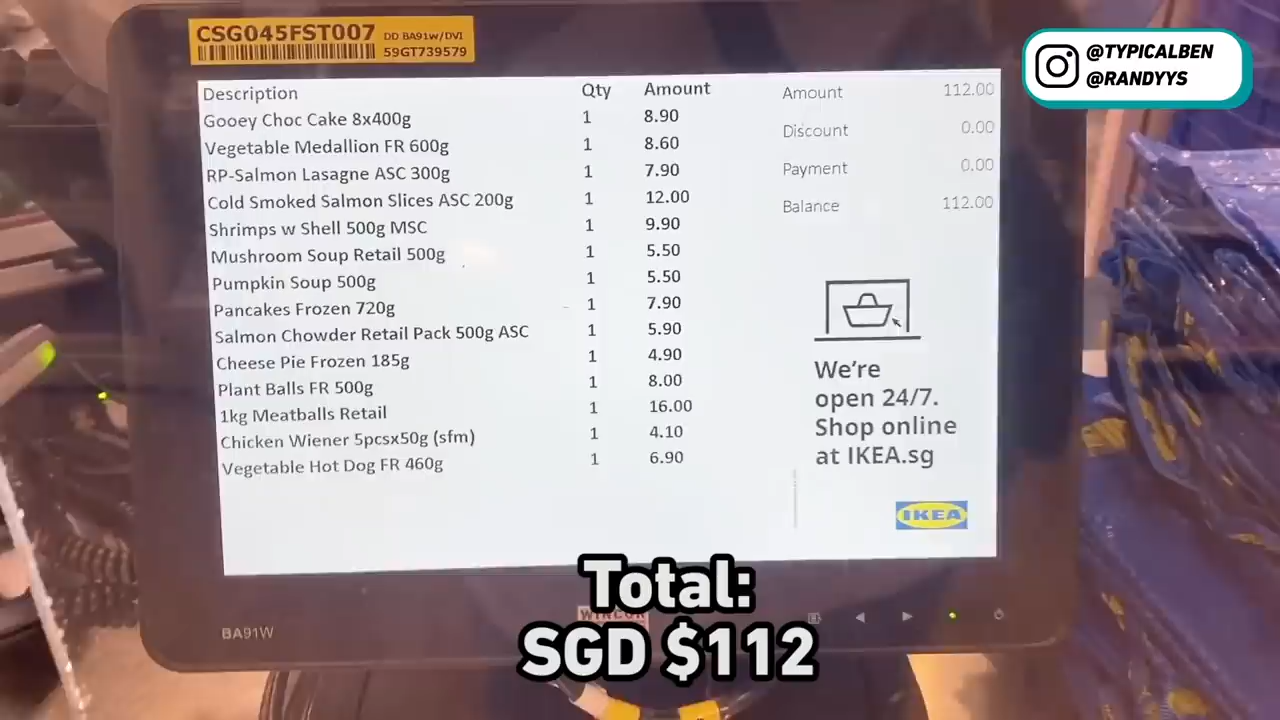 CSG045FST007 DD BA91W/DVI
59GT739579
@TYPICALBEN
@RANDYYS
Description Qty Amount
Gooey Choc Cake 8x400g 1 8.90
Vegetable Medallion FR 600g 1 8.60
RP-Salmon Lasagne ASC 300g 1 7.90
Cold Smoked Salmon Slices ASC 200g 1 12.00
Shrimps w Shell 500g MSC 1 9.90
Mushroom Soup Retail 500g 1 5.50
Pumpkin Soup 500g 1 5.50
Pancakes Frozen 720g 1 7.90
Salmon Chowder Retail Pack 500g ASC 1 5.90
Cheese Pie Frozen 185g 1 4.90
Plant Balls FR 500g 1 8.00
1kg Meatballs Retail 1 16.00
Chicken Wiener 5pcsx50g (sfm) 1 4.10
Vegetable Hot Dog FR 460g 1 6.90
Amount 112.00
Discount 0.00
Payment 0.00
Balance 112.00
We're
open 24/7.
Shop online
at IKEA.sg
IKEA
BA91W
WINCOR
Total:
SGD $112